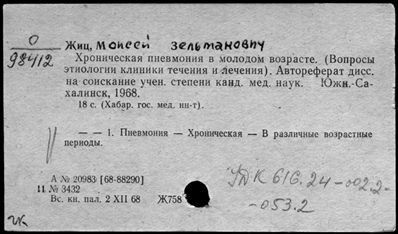 О
98412
Жиц, Моисей Зельманович
Хроническая пневмония в молодом возрасте. (Вопросы
этиологии клиники течения и лечения). Автореферат дисс.
на соискание учен. степени канд. мед. наук. Южн.-Са-
халинск, 1968.
18 с. (Хабар. гос. мед. ин-т).
— — 1. Пневмония — Хроническая — В различные возрастные
периоды.
А № 20983 [68-88290]
11 № 3432
Вс. кн. пал. 2 XII 68 Ж758
УДК 616.24-002.2-
-053.2
чк